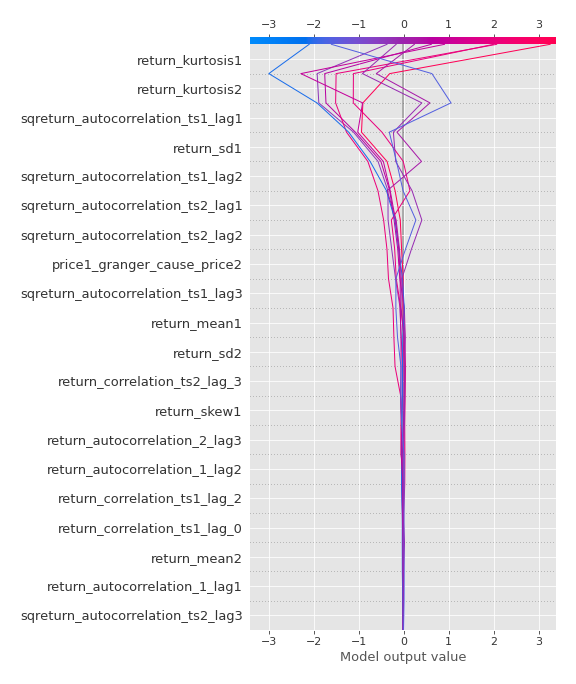 −3 −2 −1 0 1 2 3
return_kurtosis1
return_kurtosis2
sqreturn_autocorrelation_ts1_lag1
return_sd1
sqreturn_autocorrelation_ts1_lag2
sqreturn_autocorrelation_ts2_lag1
sqreturn_autocorrelation_ts2_lag2
price1_granger_cause_price2
sqreturn_autocorrelation_ts1_lag3
return_mean1
return_sd2
return_correlation_ts2_lag_3
return_skew1
return_autocorrelation_2_lag3
return_autocorrelation_1_lag2
return_correlation_ts1_lag_2
return_correlation_ts1_lag_0
return_mean2
return_autocorrelation_1_lag1
sqreturn_autocorrelation_ts2_lag3
−3 −2 −1 0 1 2 3
Model output value